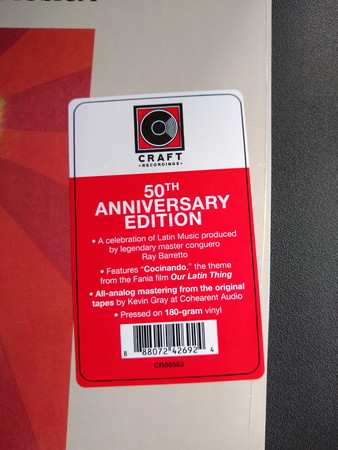 CRAFT
• RECORDINGS •
50TH
ANNIVERSARY
EDITION
• A celebration of Latin Music produced
by legendary master conguero
Ray Barretto
• Features "Cocinando," the theme
from the Fania film Our Latin Thing
• All-analog mastering from the original
tapes by Kevin Gray at Cohearent Audio
• Pressed on 180-gram vinyl
8 88072 42692 4